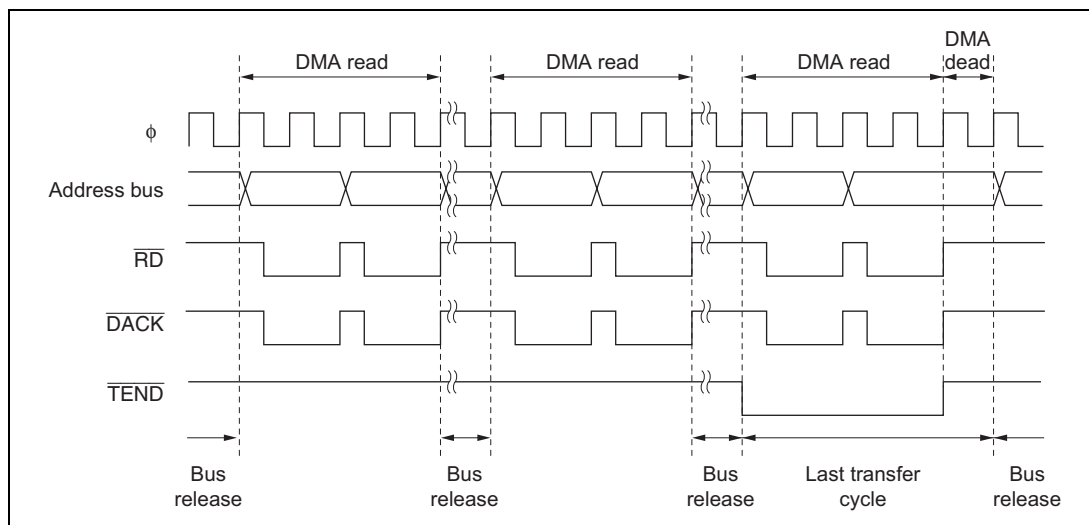 DMA read
DMA read
DMA read
DMA
dead
ϕ
Address bus
RD
DACK
TEND
Bus
release
Bus
release
Bus
release
Last transfer
cycle
Bus
release